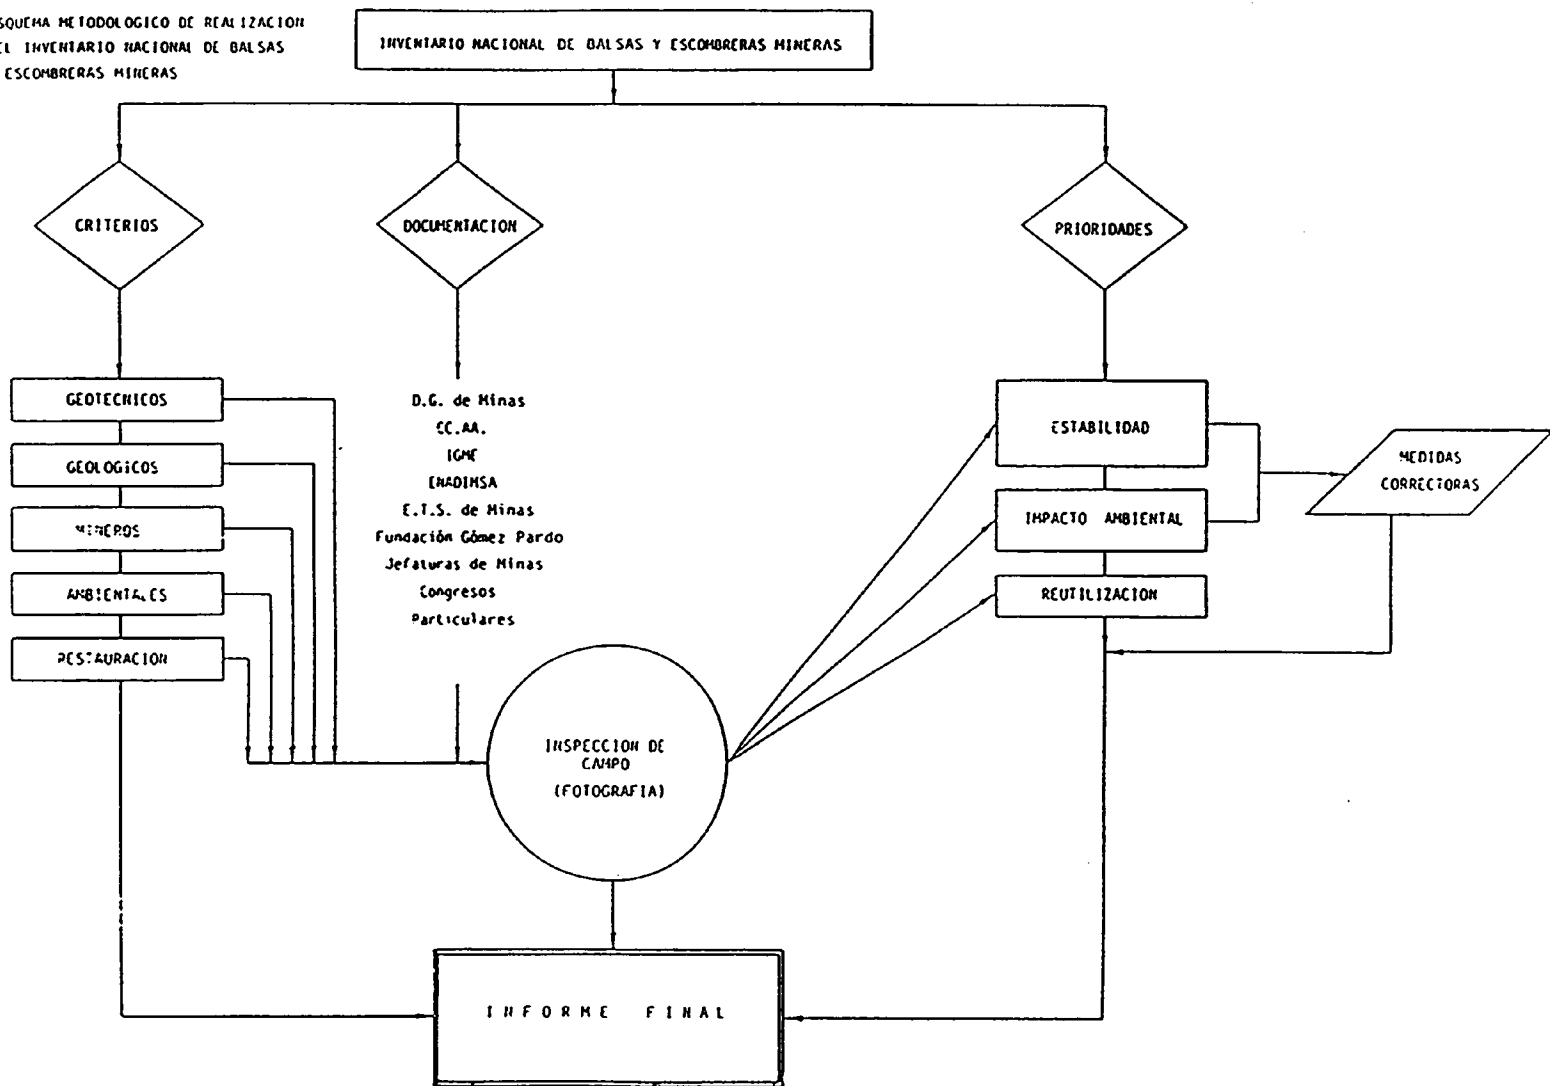 SQUEMA METODOLOGICO DE REALIZACION
EL INVENTARIO NACIONAL DE BALSAS
ESCOMBRERAS MINERAS
INVENTARIO NACIONAL DE BALSAS Y ESCOMBRERAS MINERAS
CRITERIOS
DOCUMENTACION
PRIORIDADES
GEOTECNICOS
GEOLOGICOS
MINEROS
AMBIENTALES
RESTAURACION
D.G. de Minas
CC.AA.
IGME
ENADIMSA
E.T.S. de Minas
Fundación Gómez Pardo
Jefaturas de Minas
Congresos
Particulares
ESTABILIDAD
IMPACTO AMBIENTAL
REUTILIZACION
MEDIDAS
CORRECTORAS
INSPECCION DE
CAMPO
(FOTOGRAFIA)
INFORME FINAL